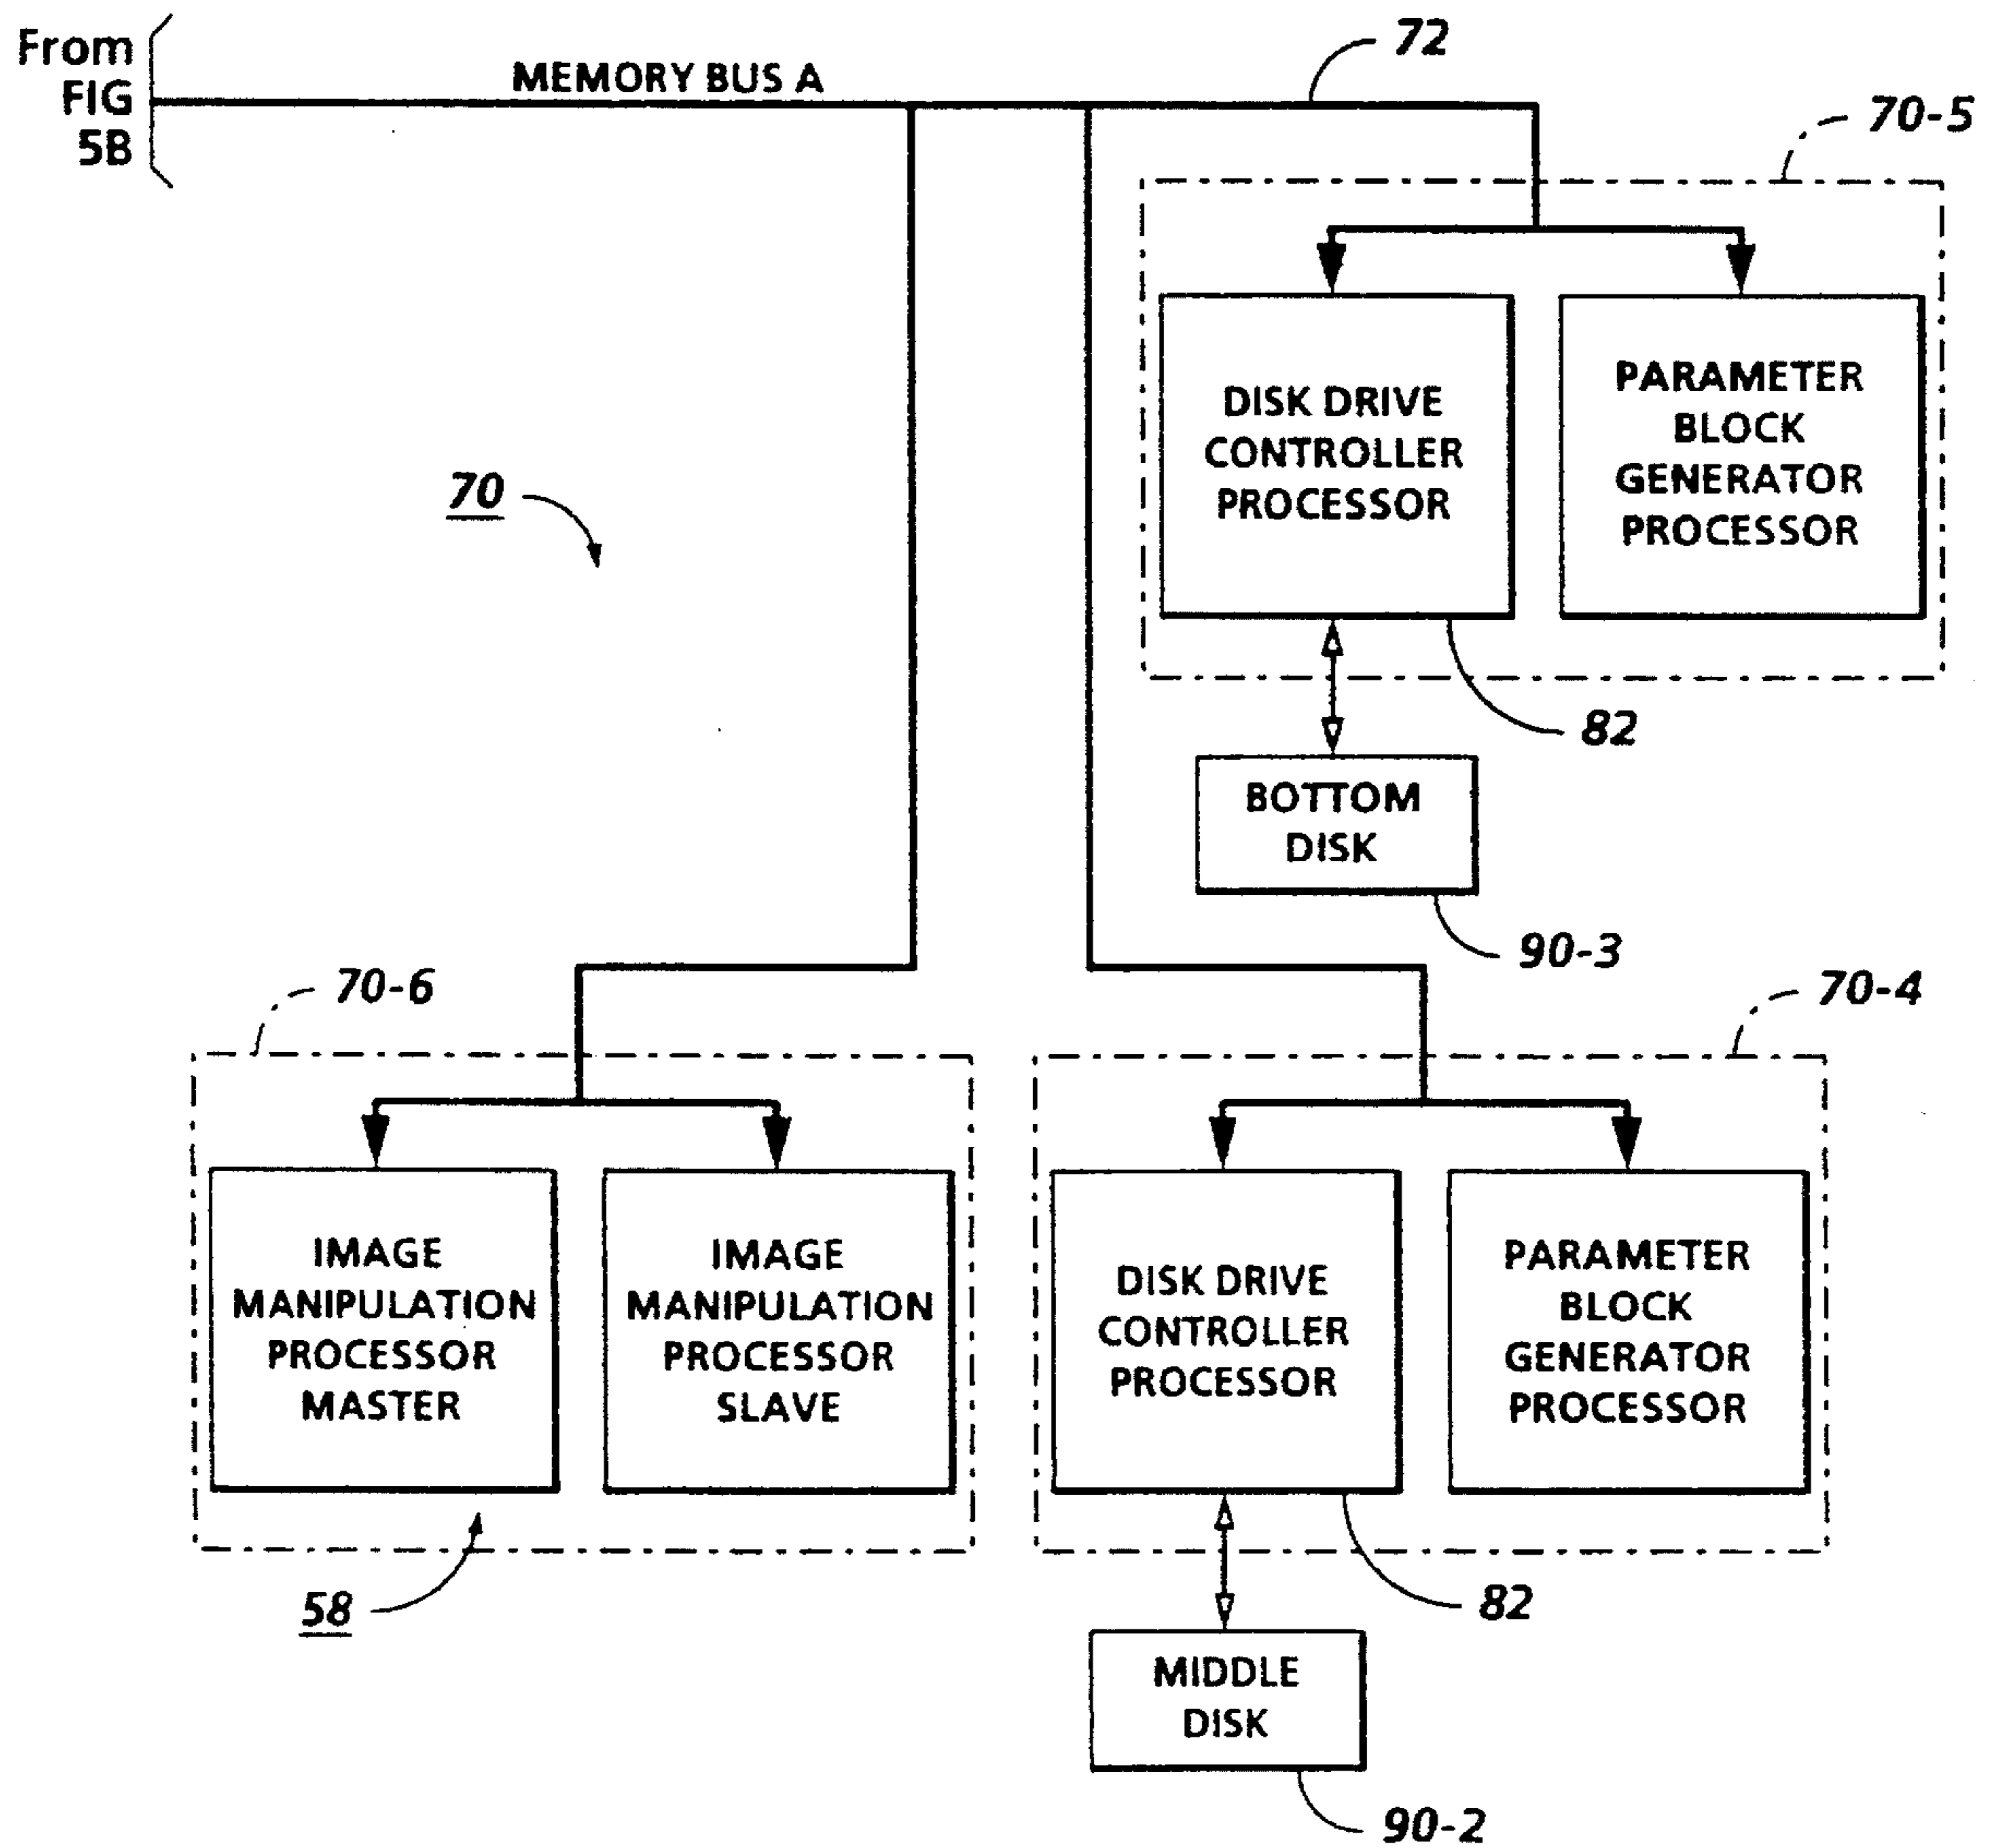 From
FIG
5B
MEMORY BUS A
72
70-5
DISK DRIVE
CONTROLLER
PROCESSOR
PARAMETER
BLOCK
GENERATOR
PROCESSOR
70
82
BOTTOM
DISK
90-3
70-6
70-4
IMAGE
MANIPULATION
PROCESSOR
MASTER
IMAGE
MANIPULATION
PROCESSOR
SLAVE
DISK DRIVE
CONTROLLER
PROCESSOR
PARAMETER
BLOCK
GENERATOR
PROCESSOR
58
82
MIDDLE
DISK
90-2